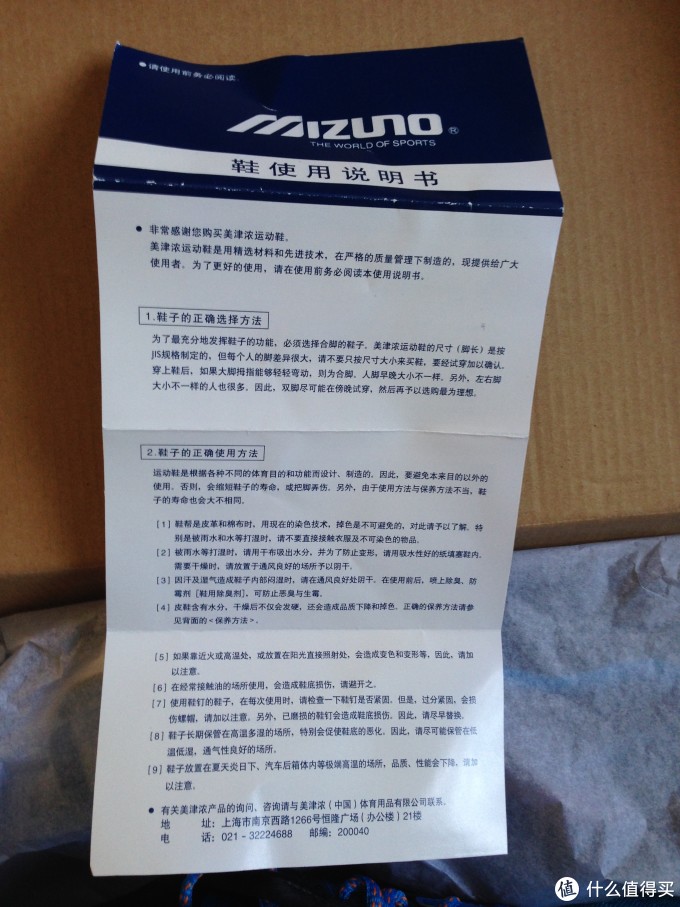 ●请使用前务必阅读.
MIZUNO ®
THE WORLD OF SPORTS
鞋使用说明书
● 非常感谢您购买美津浓运动鞋。
美津浓运动鞋是用精选材料和先进技术，在严格的质量管理下制造的，现提供给广大
使用者. 为了更好的使用，请在使用前务必阅读本使用说明书.
1.鞋子的正确选择方法
为了最充分地发挥鞋子的功能，必须选择合脚的鞋子. 美津浓运动鞋的尺寸（脚长）是按
JIS规格制定的，但每个人的脚差异很大，请不要只按尺寸大小来买鞋，要经试穿加以确认.
穿上鞋后，如果大脚拇指能够轻轻弯动，则为合脚. 人脚早晚大小不一样. 另外，左右脚
大小不一样的人也很多. 因此，双脚尽可能在傍晚试穿，然后再予以选购最为理想.
2.鞋子的正确使用方法
运动鞋是根据各种不同的体育目的和功能而设计、制造的. 因此，要避免本来目的以外的
使用. 否则，会缩短鞋子的寿命，或把脚弄伤. 另外，由于使用方法与保养方法不当，鞋
子的寿命也会大不相同.
[1] 鞋帮是皮革和棉布时，用现在的染色技术，掉色是不可避免的，对此请予以了解. 特
别是被雨水和水等打湿时，请不要直接接触衣服及不可染色的物品.
[2] 被雨水等打湿时，请用干布吸出水分，并为了防止变形，请用吸水性好的纸填塞鞋内.
需要干燥时，请放置于通风良好的场所予以阴干.
[3] 因汗及湿气造成鞋子内部闷湿时，请在通风良好处阴干. 在使用前后，喷上除臭、防
霉剂［鞋用除臭剂］，可防止恶臭与生霉.
[4] 皮鞋含有水分，干燥后不仅会发硬，还会造成品质下降和掉色. 正确的保养方法请参
见背面的<保养方法>.
[5] 如果靠近火或高温处，或放置在阳光直接照射处，会造成变色和变形等，因此，请加
以注意.
[6] 在经常接触油的场所使用，会造成鞋底损伤，请避开之.
[7] 使用鞋钉的鞋子，在每次使用时，请检查一下鞋钉是否紧固，但是，过分紧固，会损
伤螺帽，请加以注意. 另外，已磨损的鞋钉会造成鞋底损伤. 因此，请尽早替换.
[8] 鞋子长期保管在高温多湿的场所，特别会促使鞋底的恶化. 因此，请尽可能保管在低
温低湿，通气性良好的场所.
[9] 鞋子放置在夏天炎日下，汽车后箱体内等极端高温的场所，品质、性能会下降，请加
以注意.
● 有关美津浓产品的询问、咨询请与美津浓（中国）体育用品有限公司联系.
地 址: 上海市南京西路1266号恒隆广场（办公楼）21楼
电 话: 021-32224688 邮编: 200040
值 什么值得买